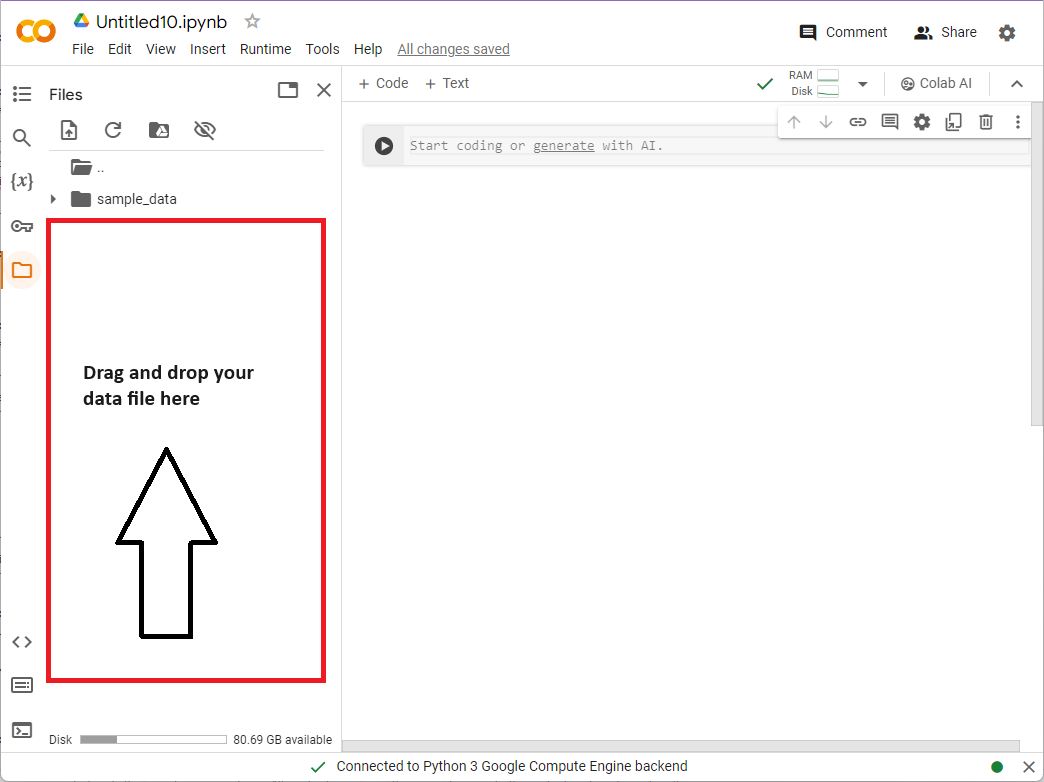 Untitled10.ipynb
File Edit View Insert Runtime Tools Help All changes saved
Comment
Share
Files
+ Code + Text
RAM
Disk
Colab AI
..
sample_data
Start coding or generate with AI.
{x}
Drag and drop your
data file here
Disk
80.69 GB available
Connected to Python 3 Google Compute Engine backend